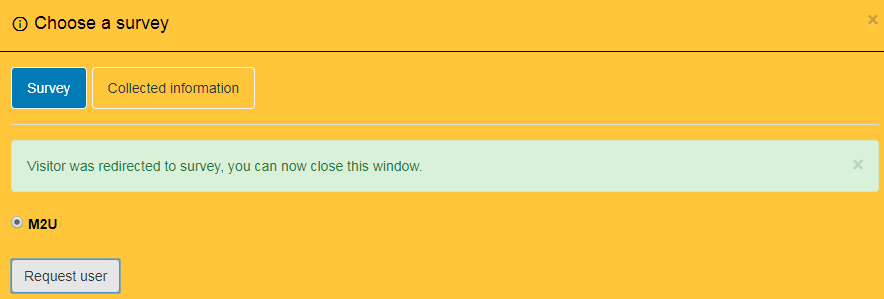 Choose a survey
×
Survey
Collected information
Visitor was redirected to survey, you can now close this window.
×
M2U
Request user